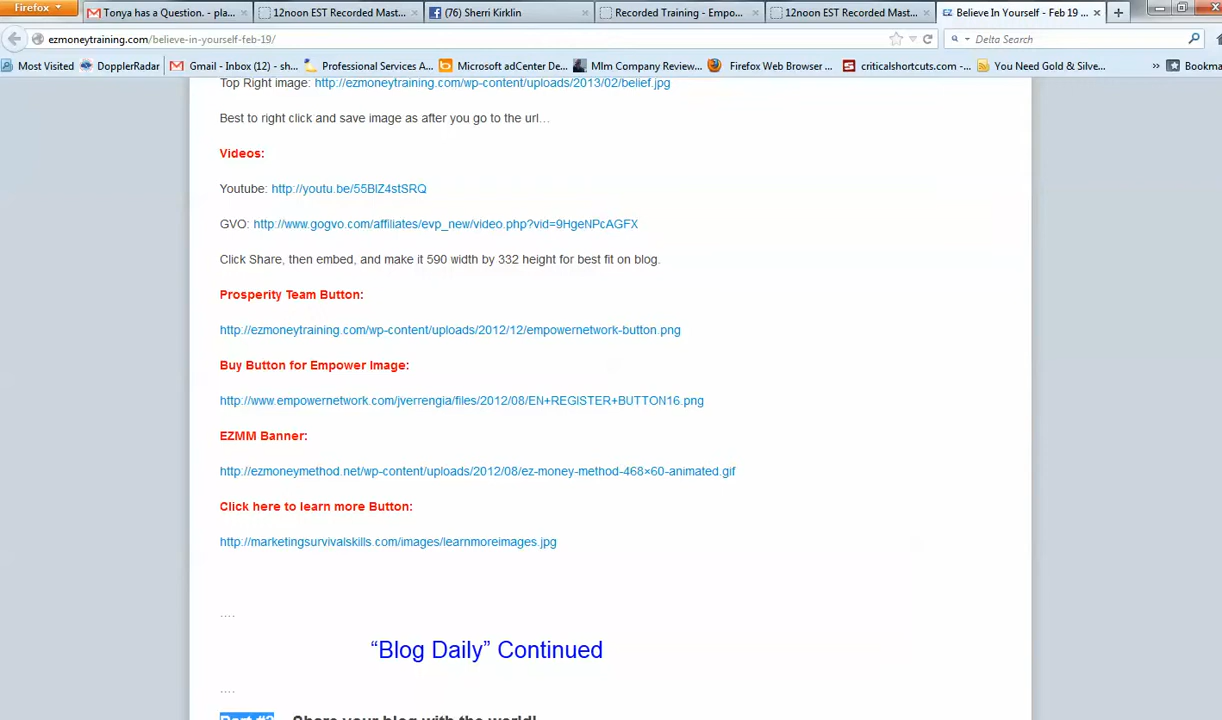 Firefox
Tonya has a Question. - pla...
12noon EST Recorded Mast...
(76) Sherri Kirklin
Recorded Training - Empo...
12noon EST Recorded Mast...
EZ Believe In Yourself - Feb 19 ...
ezmoneytraining.com/believe-in-yourself-feb-19/
Delta Search
Most Visited
DopplerRadar
Gmail - Inbox (12) - sh...
Professional Services A...
Microsoft adCenter De...
Mlm Company Review...
Firefox Web Browser ...
criticalshortcuts.com -...
You Need Gold & Silve...
Bookma
Top Right image: http://ezmoneytraining.com/wp-content/uploads/2013/02/belief.jpg
Best to right click and save image as after you go to the url…
Videos:
Youtube: http://youtu.be/55BlZ4stSRQ
GVO: http://www.gogvo.com/affiliates/evp_new/video.php?vid=9HgeNPcAGFX
Click Share, then embed, and make it 590 width by 332 height for best fit on blog.
Prosperity Team Button:
http://ezmoneytraining.com/wp-content/uploads/2012/12/empowernetwork-button.png
Buy Button for Empower Image:
http://www.empowernetwork.com/jverrengia/files/2012/08/EN+REGISTER+BUTTON16.png
EZMM Banner:
http://ezmoneymethod.net/wp-content/uploads/2012/08/ez-money-method-468×60-animated.gif
Click here to learn more Button:
http://marketingsurvivalskills.com/images/learnmoreimages.jpg
….
“Blog Daily” Continued
….
Share your blog with the world!